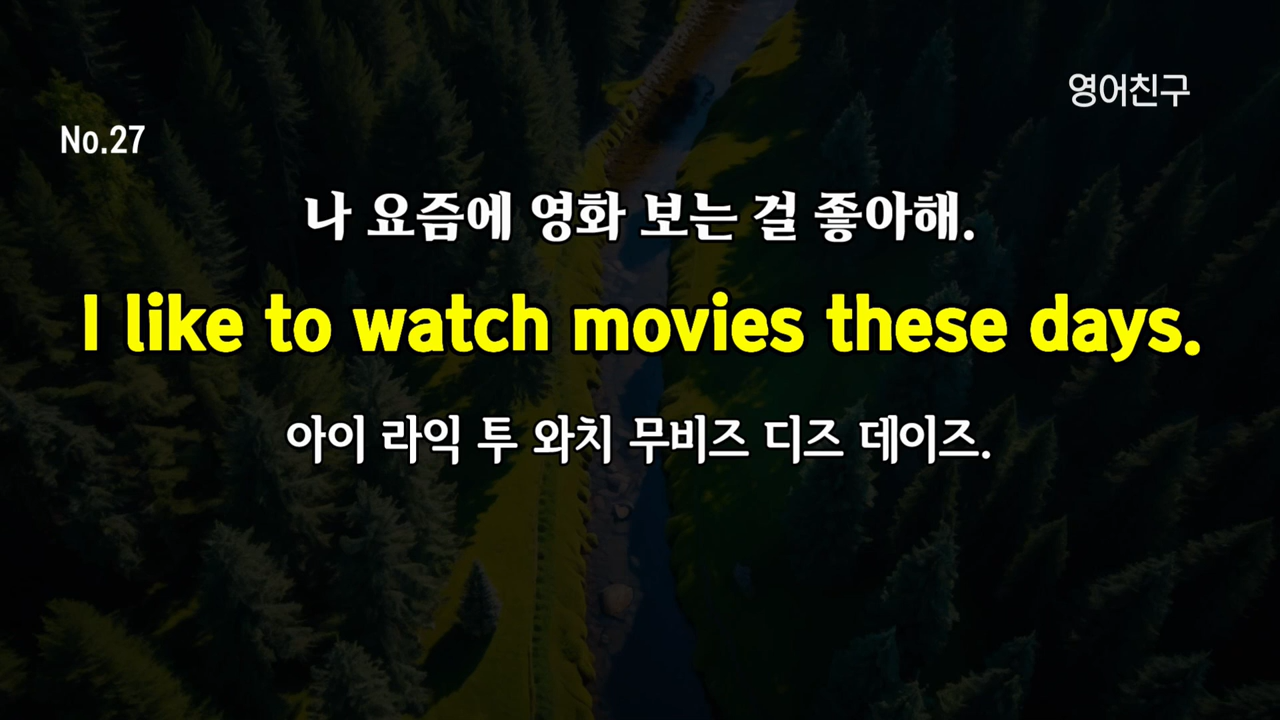 영어친구
No.27
나 요즘에 영화 보는 걸 좋아해.
I like to watch movies these days.
아이 라익 투 와치 무비즈 디즈 데이즈.